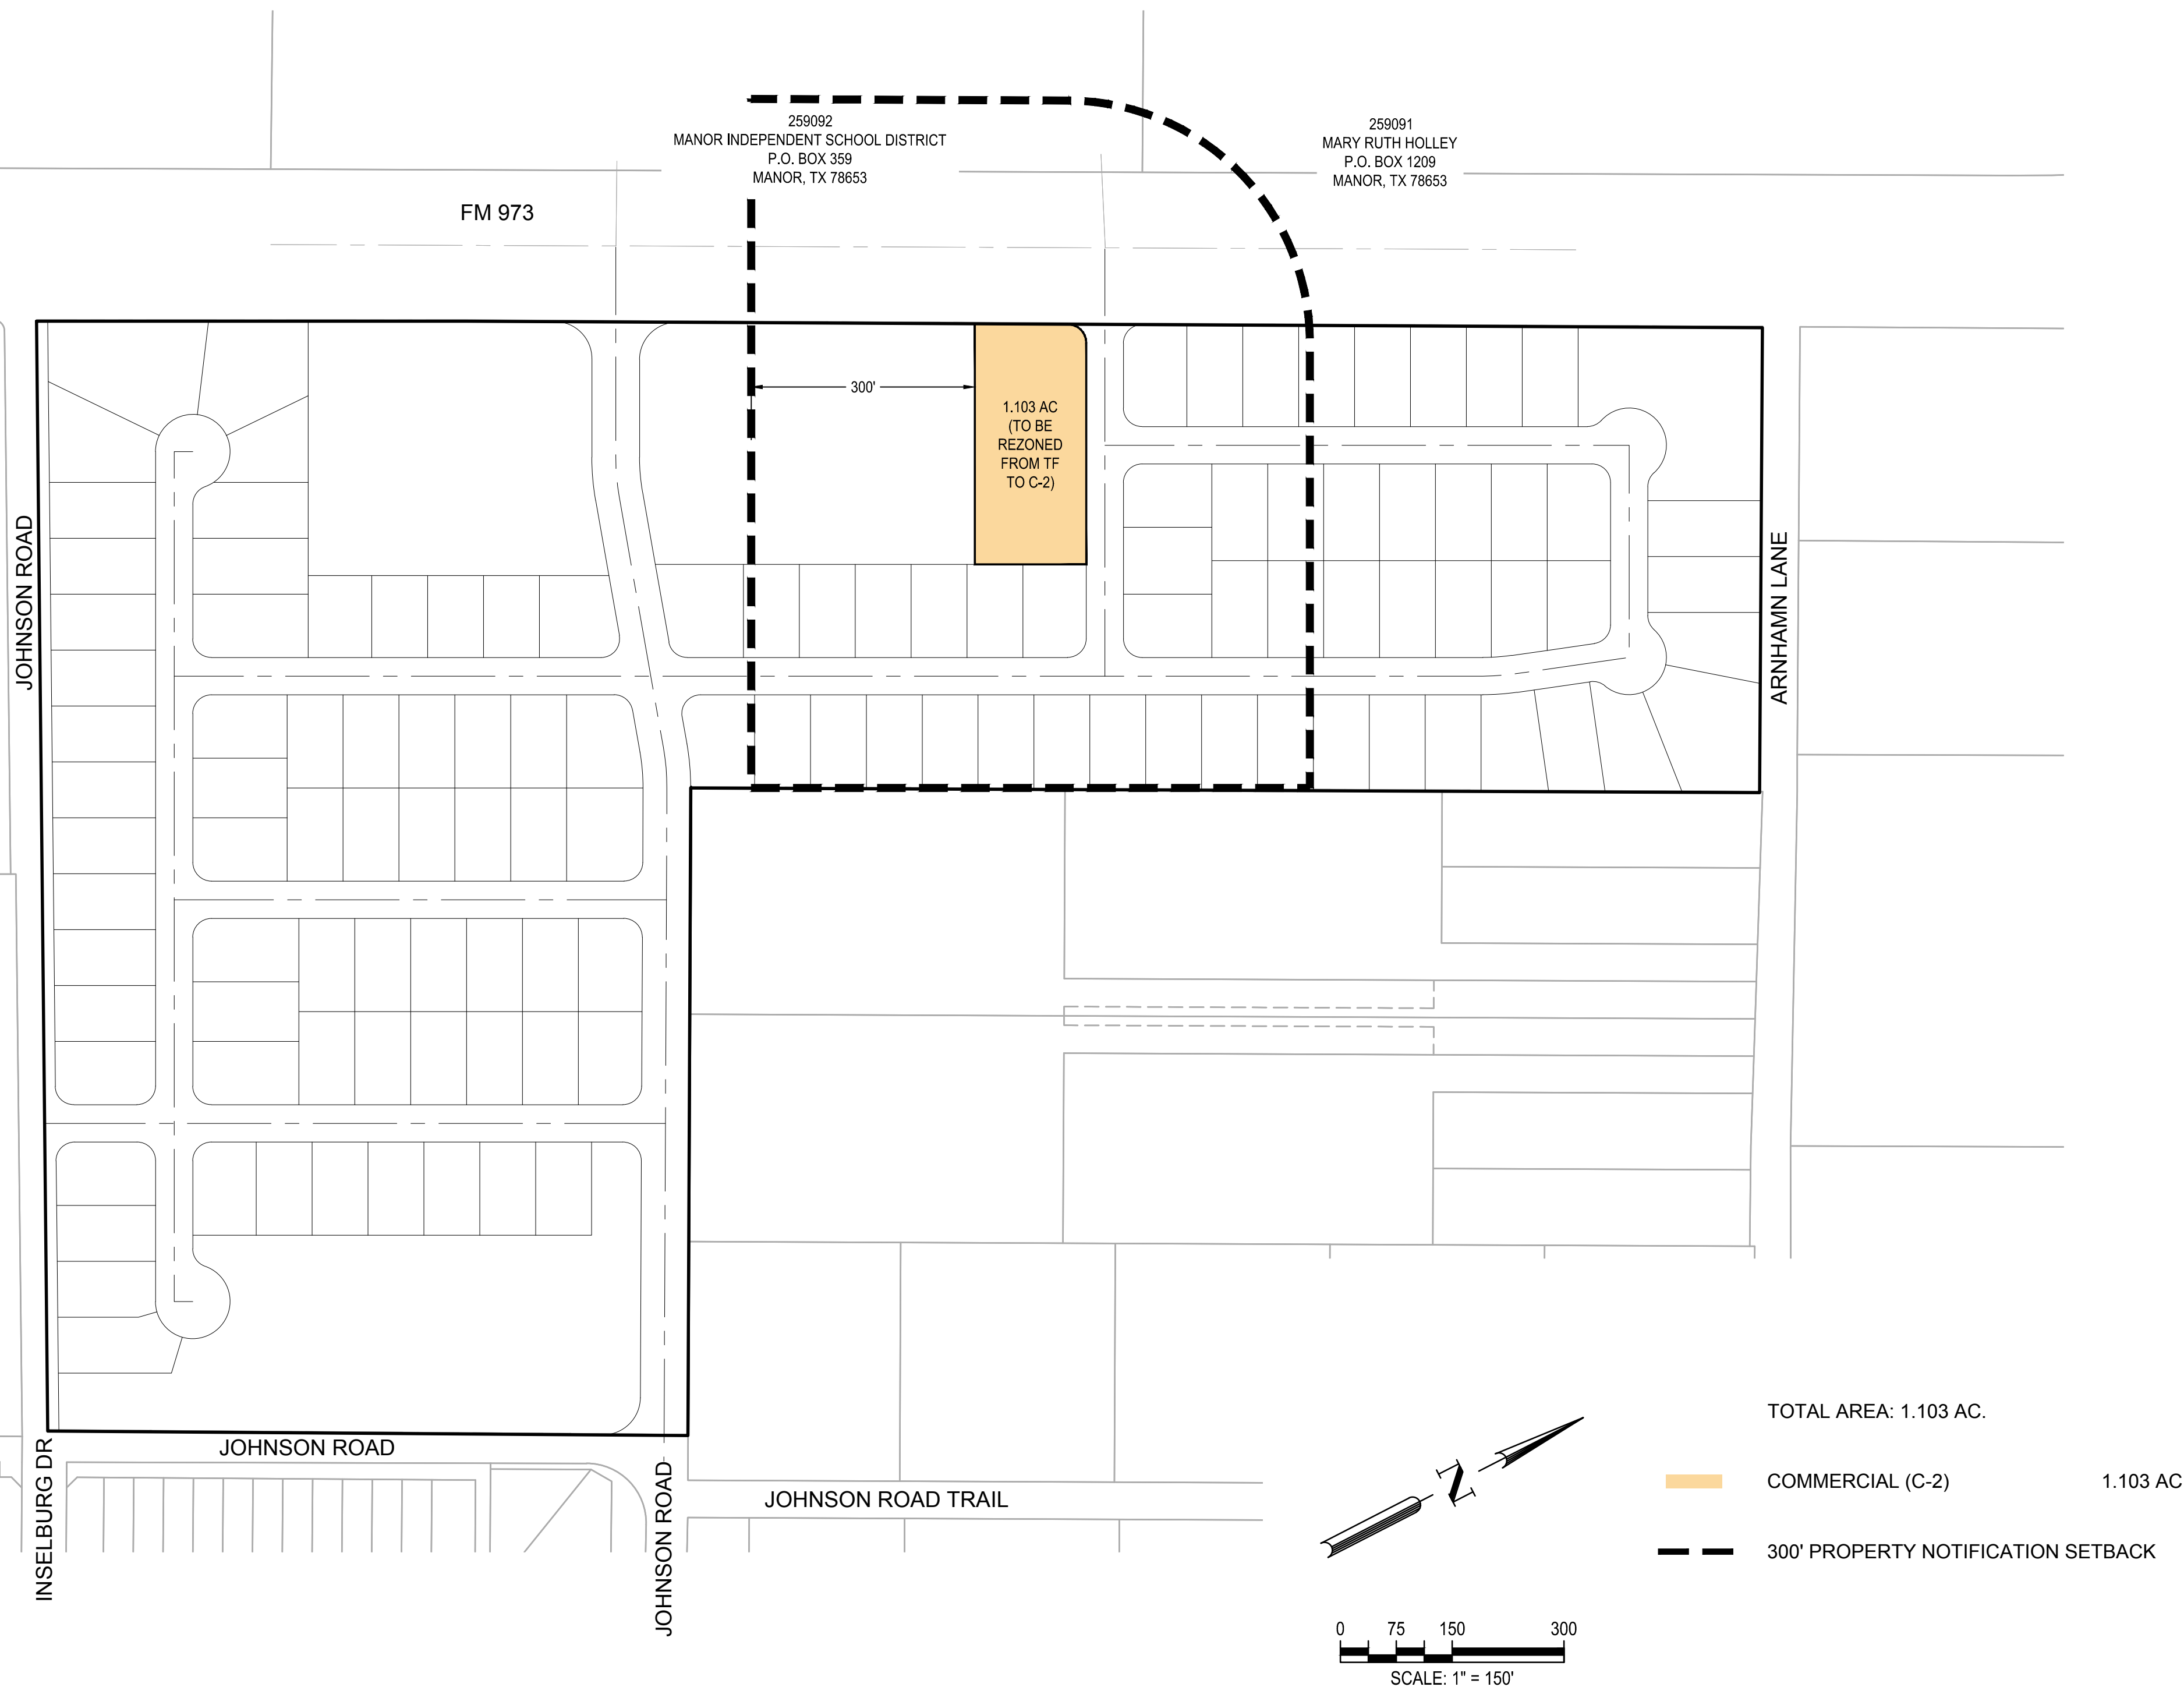 259092
MANOR INDEPENDENT SCHOOL DISTRICT
P.O. BOX 359
MANOR, TX 78653
259091
MARY RUTH HOLLEY
P.O. BOX 1209
MANOR, TX 78653
FM 973
300'
1.103 AC
(TO BE
REZONED
FROM TF
TO C-2)
JOHNSON ROAD
ARNHAMN LANE
JOHNSON ROAD
INSELBURG DR
JOHNSON ROAD
JOHNSON ROAD TRAIL
N
TOTAL AREA: 1.103 AC.
COMMERCIAL (C-2) 1.103 AC
300' PROPERTY NOTIFICATION SETBACK
0 75 150 300
SCALE: 1" = 150'